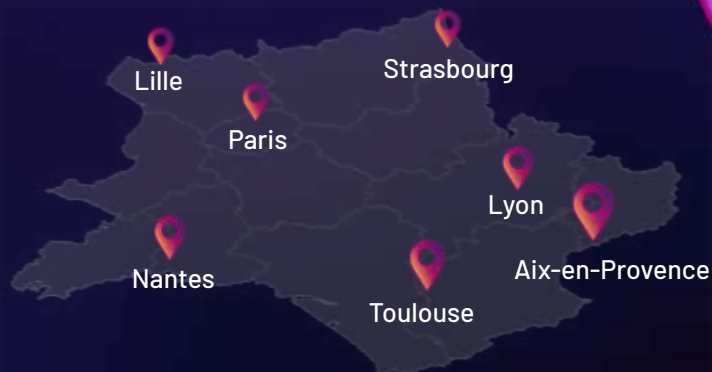 Lille
Strasbourg
Paris
Lyon
Nantes
Aix-en-Provence
Toulouse